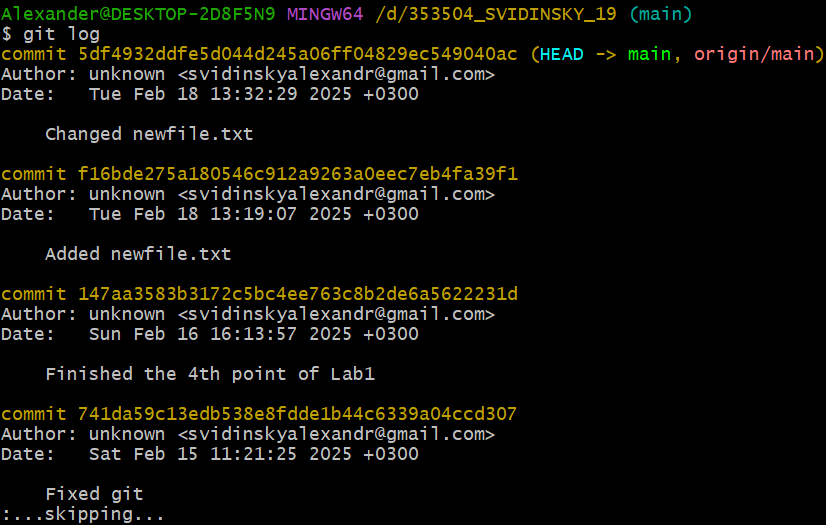 Alexander@DESKTOP-2D8F5N9 MINGW64 /d/353504_SVIDINSKY_19 (main)
$ git log
commit 5df4932ddfe5d044d245a06ff04829ec549040ac (HEAD -> main, origin/main)
Author: unknown <svidinskyalexandr@gmail.com>
Date:   Tue Feb 18 13:32:29 2025 +0300
    Changed newfile.txt
commit f16bde275a180546c912a9263a0eec7eb4fa39f1
Author: unknown <svidinskyalexandr@gmail.com>
Date:   Tue Feb 18 13:19:07 2025 +0300
    Added newfile.txt
commit 147aa3583b3172c5bc4ee763c8b2de6a5622231d
Author: unknown <svidinskyalexandr@gmail.com>
Date:   Sun Feb 16 16:13:57 2025 +0300
    Finished the 4th point of Lab1
commit 741da59c13edb538e8fdde1b44c6339a04ccd307
Author: unknown <svidinskyalexandr@gmail.com>
Date:   Sat Feb 15 11:21:25 2025 +0300
    Fixed git
:...skipping...